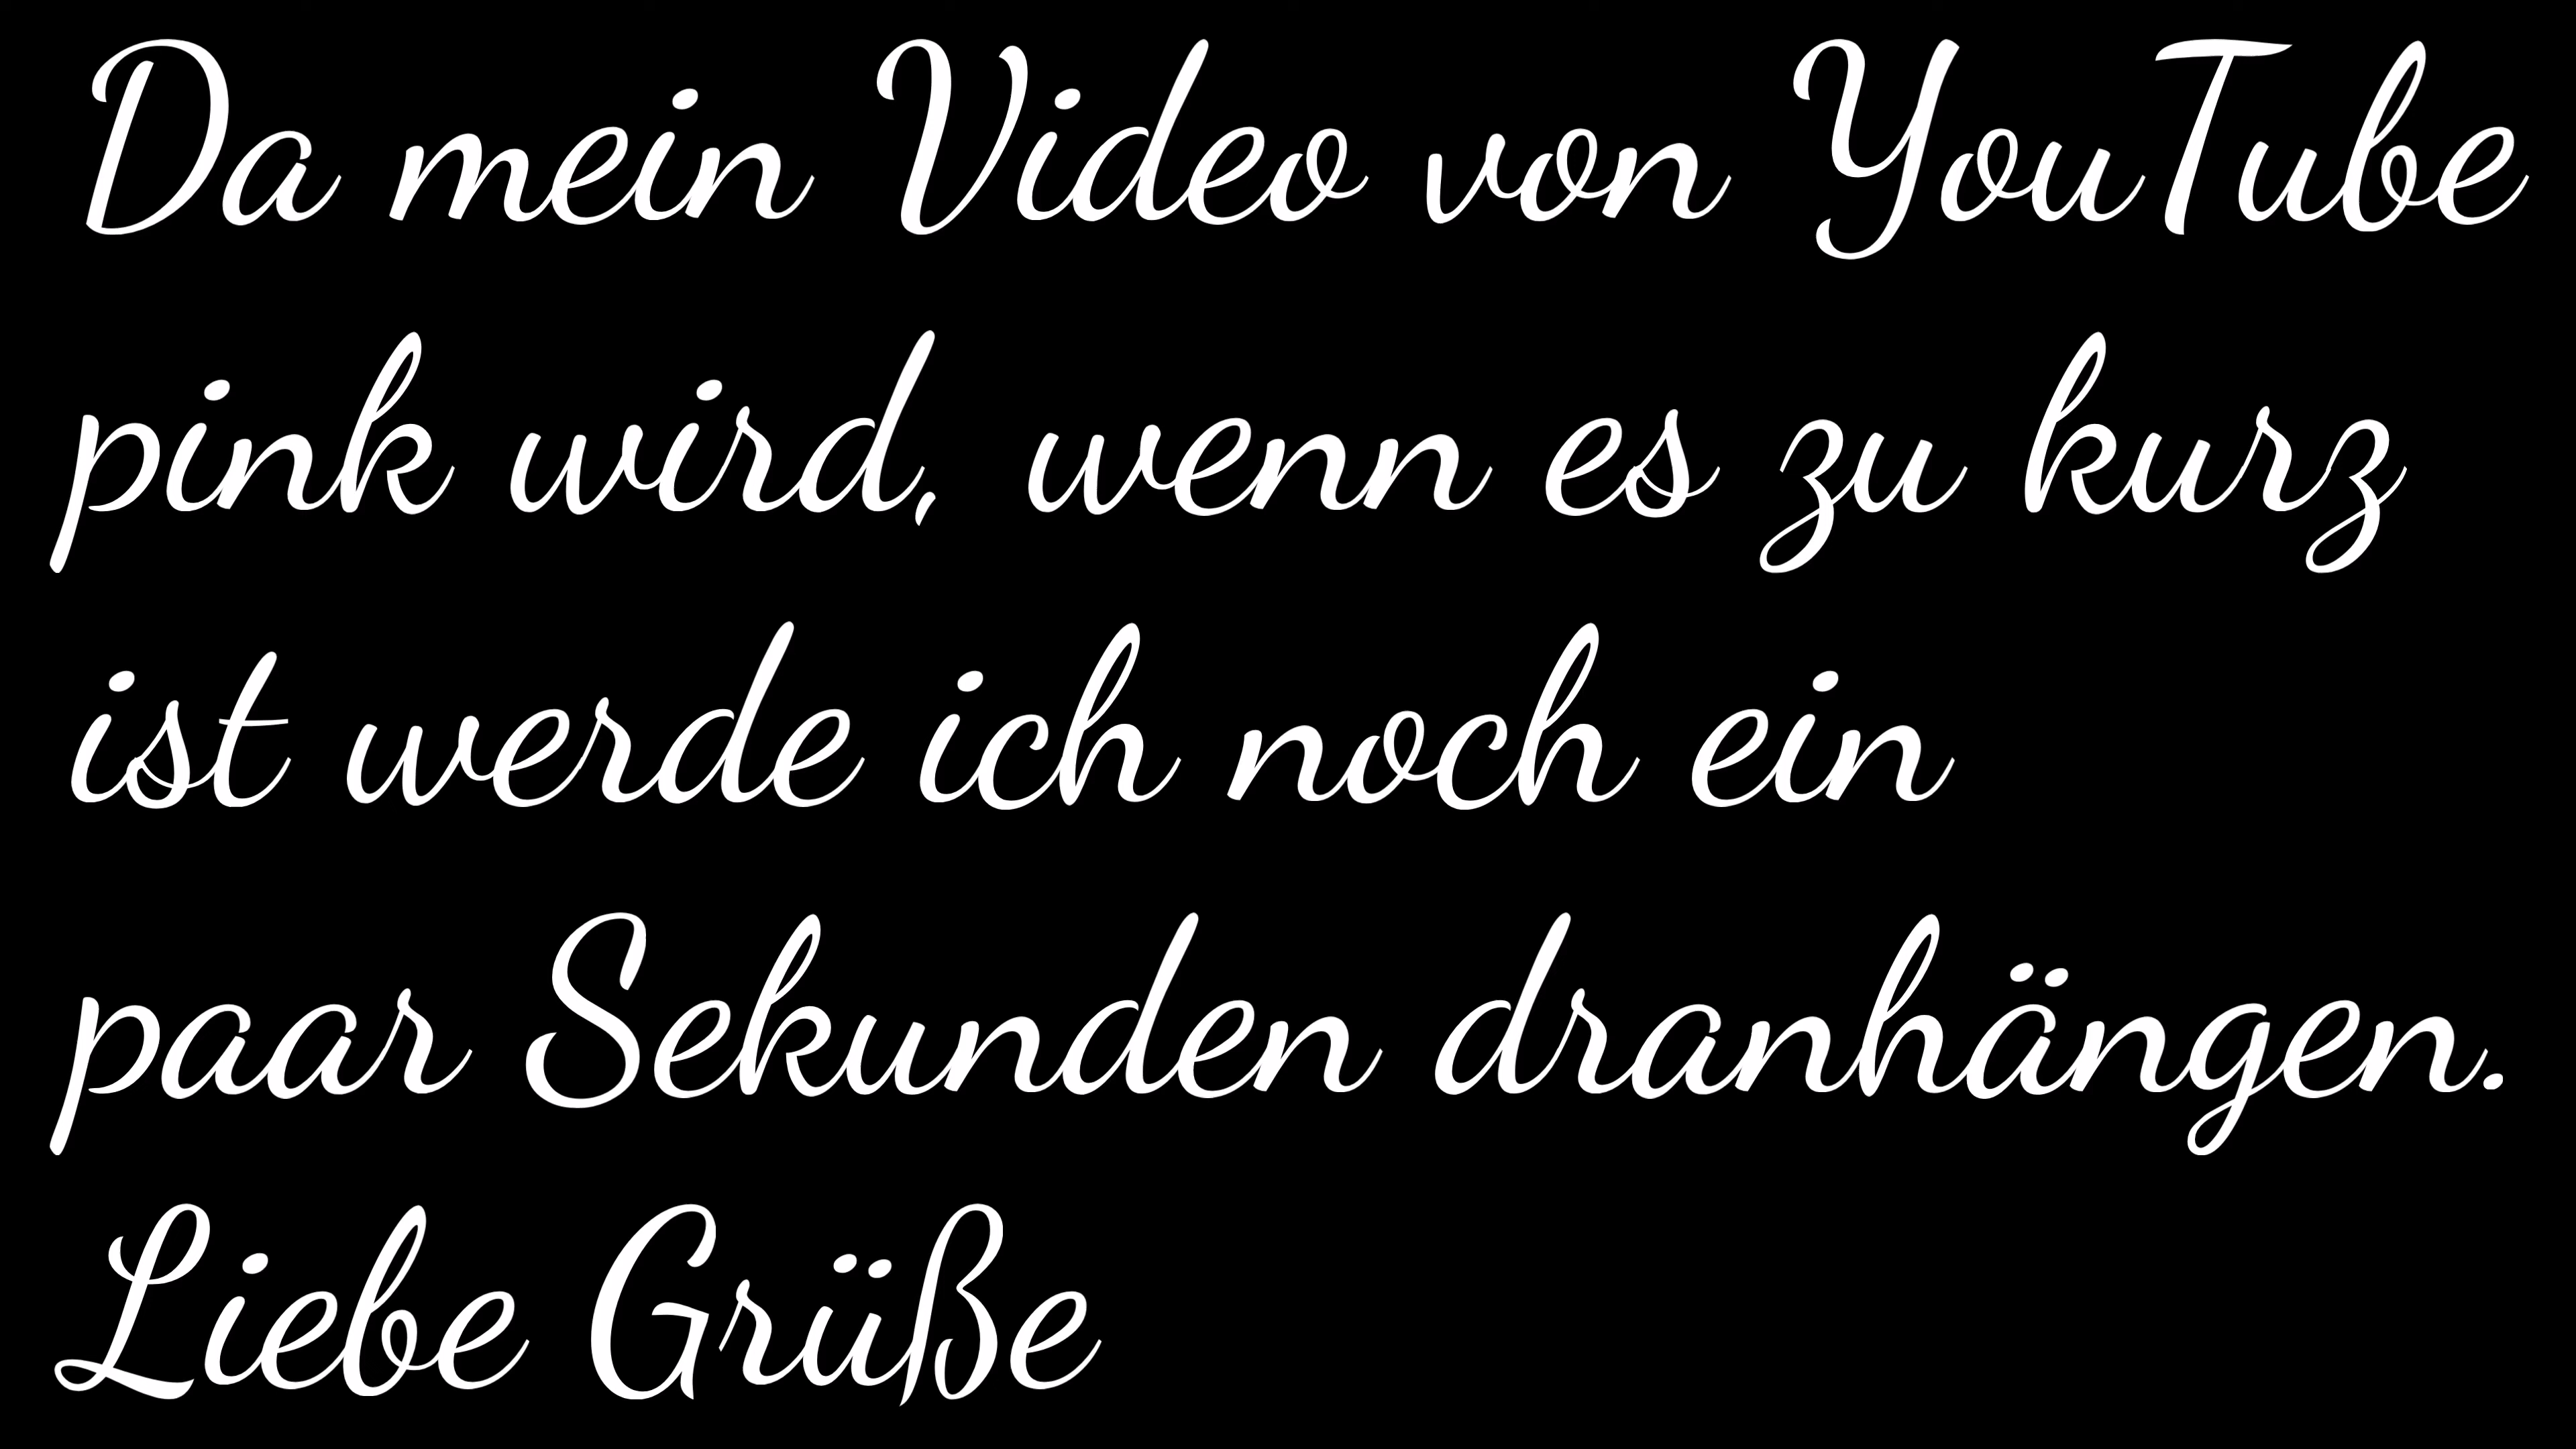 Da mein Video von YouTube
pink wird, wenn es zu kurz
ist werde ich noch ein
paar Sekunden dranhängen.
Liebe Grüße